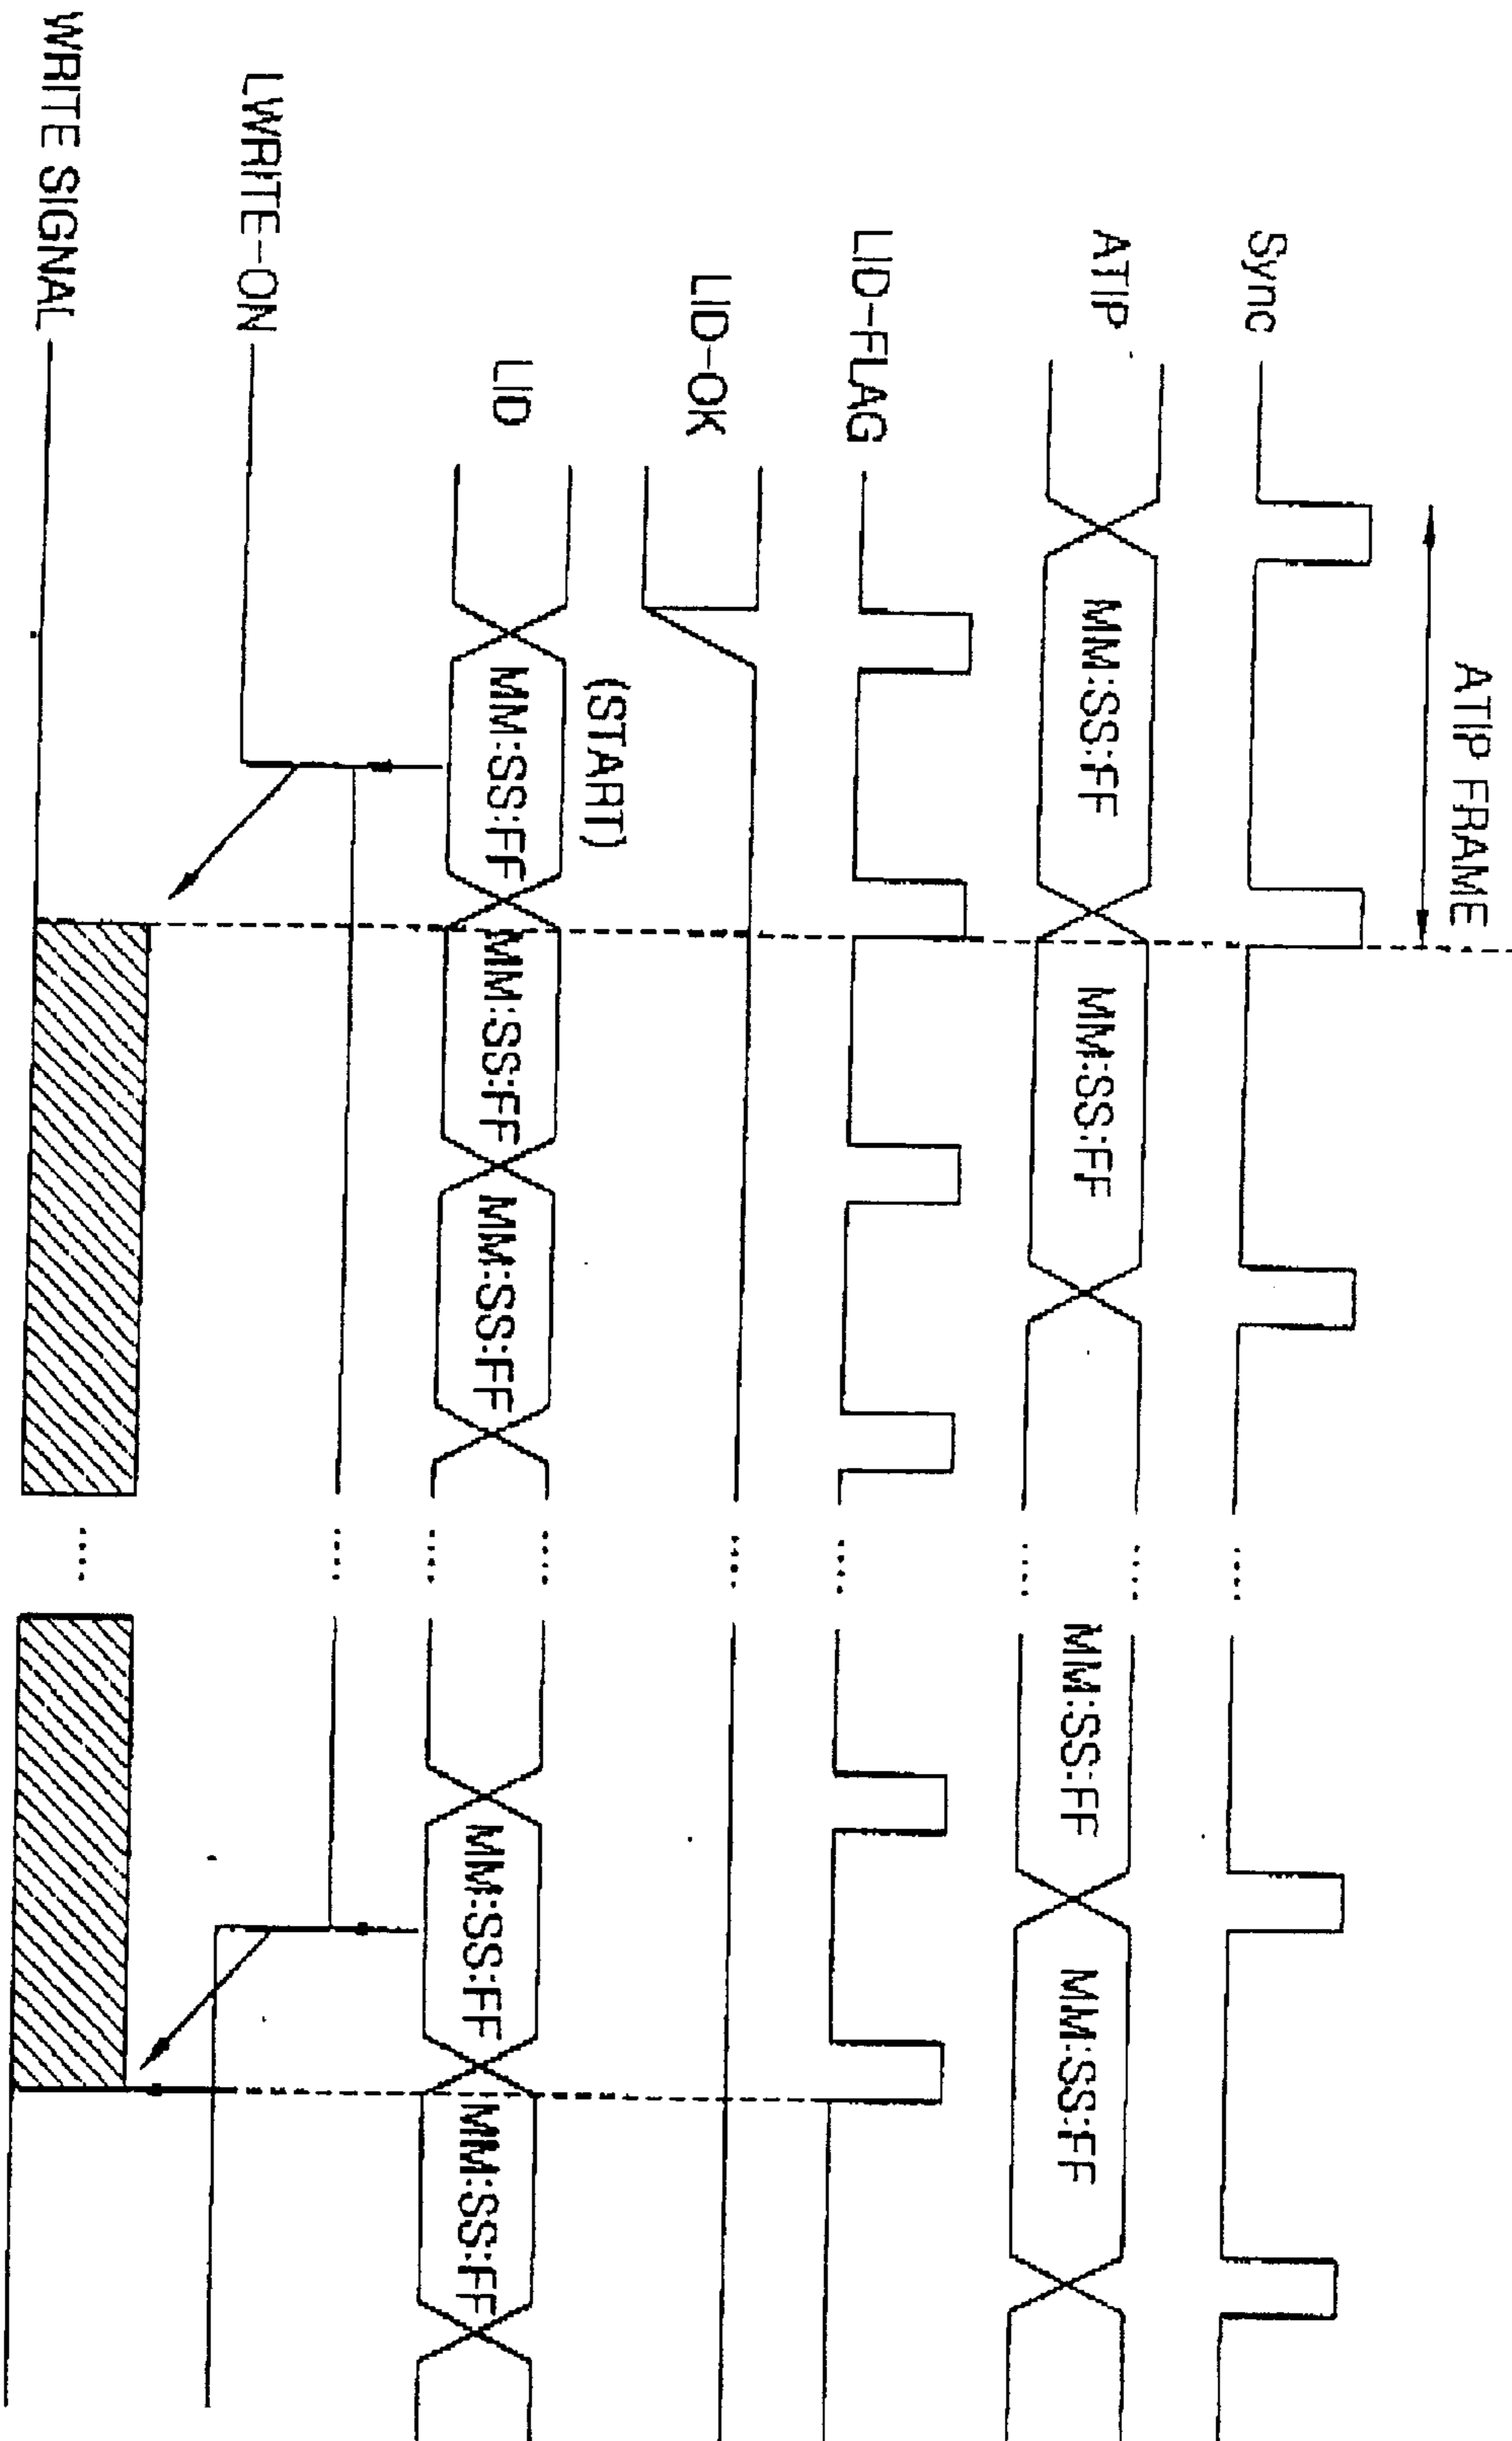 ATIP FRAME
Sync
ATIP MM:SS:FF MM:SS:FF MM:SS:FF MM:SS:FF
LID-FLAG
LID-OK
(START)
LID MM:SS:FF MM:SS:FF MM:SS:FF MM:SS:FF MM:SS:FF
LWRITE-ON
WRITE SIGNAL